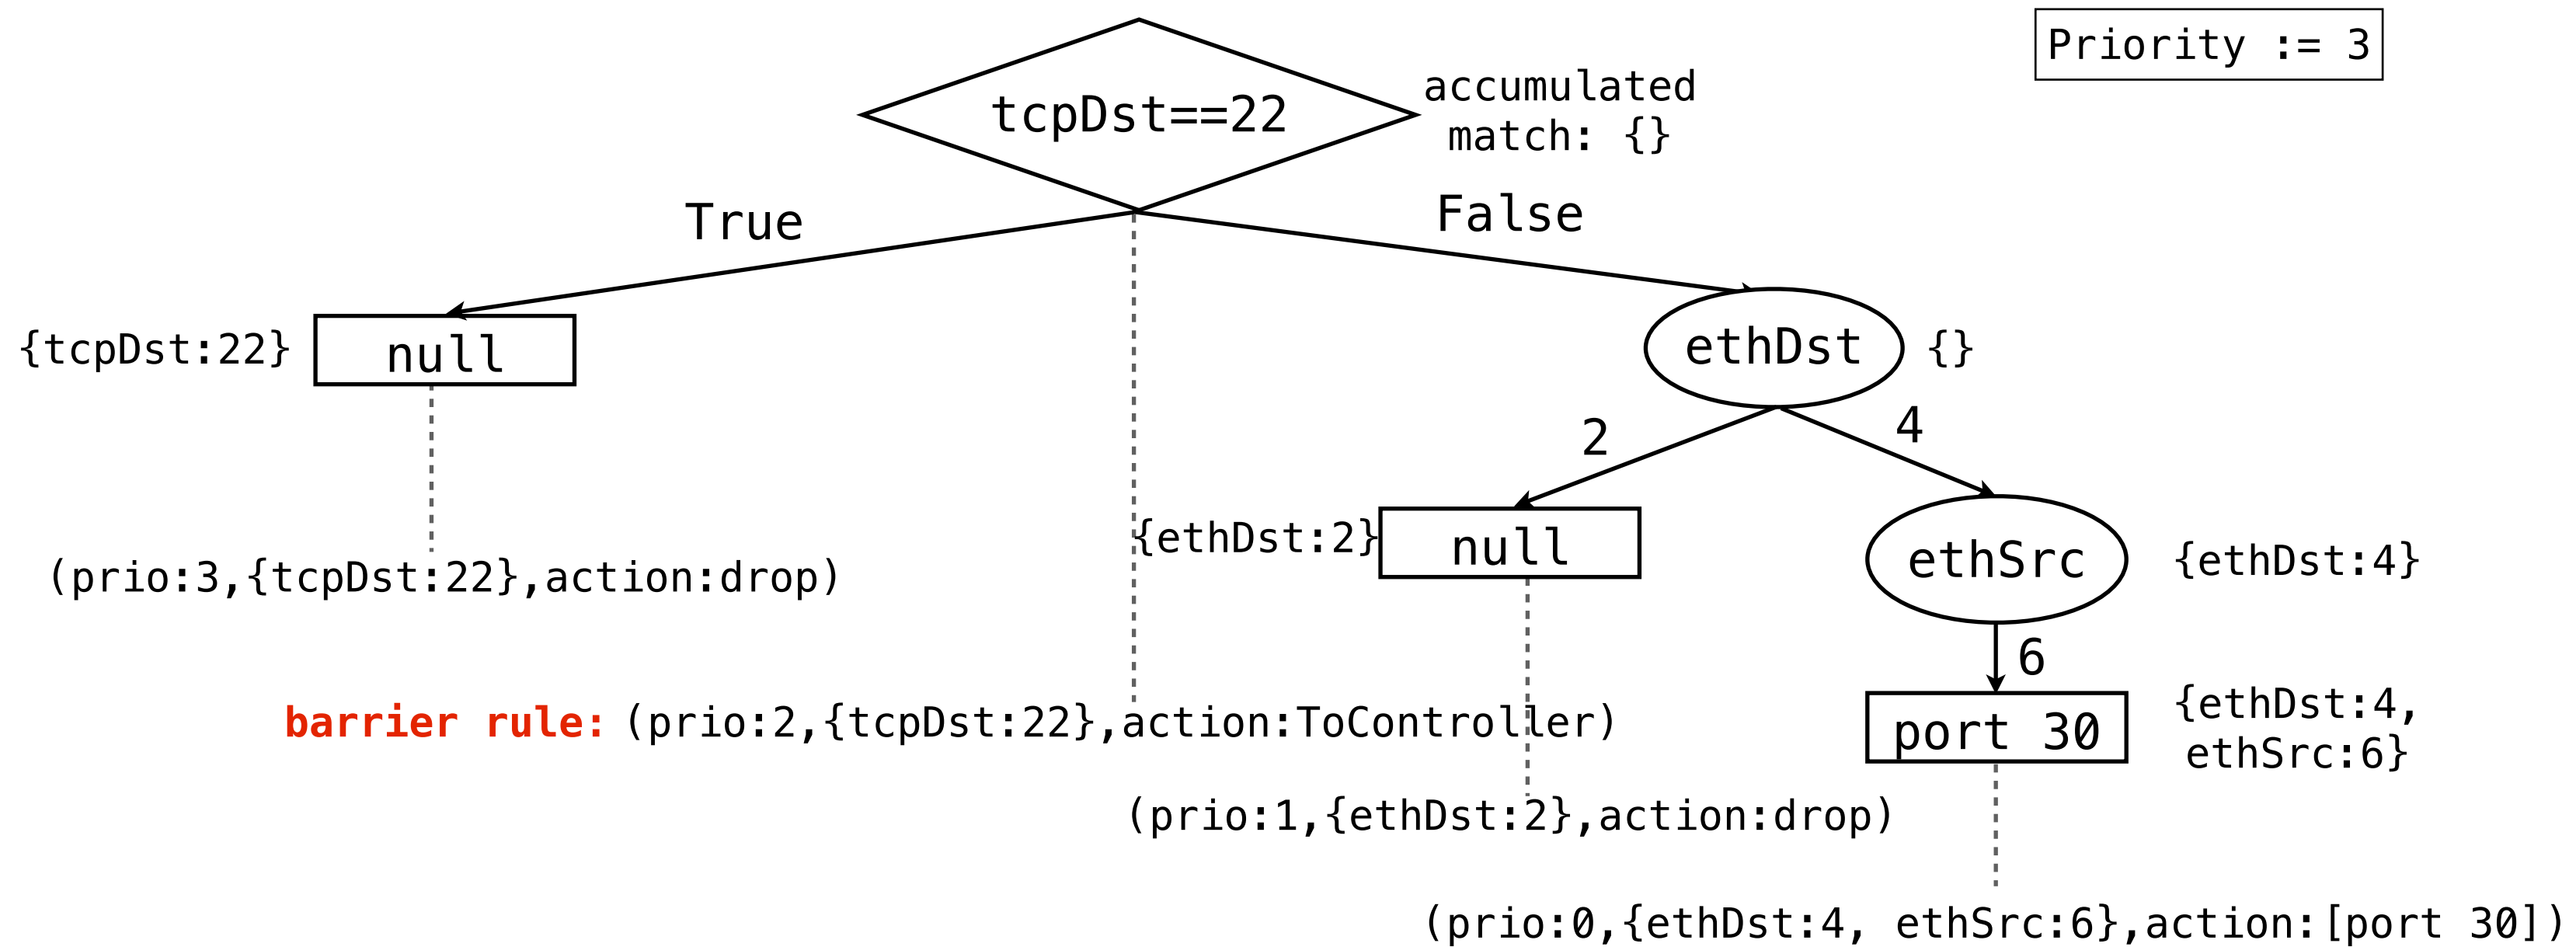 Priority := 3
tcpDst==22
accumulated
match: {}
True
False
{tcpDst:22}
null
ethDst
{}
2
4
{ethDst:2}
null
ethSrc
{ethDst:4}
(prio:3,{tcpDst:22},action:drop)
6
barrier rule: (prio:2,{tcpDst:22},action:ToController)
port 30
{ethDst:4,
ethSrc:6}
(prio:1,{ethDst:2},action:drop)
(prio:0,{ethDst:4, ethSrc:6},action:[port 30])